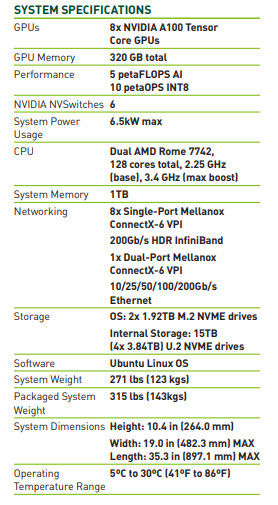 SYSTEM SPECIFICATIONS
GPUs 8x NVIDIA A100 Tensor
Core GPUs
GPU Memory 320 GB total
Performance 5 petaFLOPS AI
10 petaOPS INT8
NVIDIA NVSwitches 6
System Power 6.5kW max
Usage
CPU Dual AMD Rome 7742,
128 cores total, 2.25 GHz
(base), 3.4 GHz (max boost)
System Memory 1TB
Networking 8x Single-Port Mellanox
ConnectX-6 VPI
200Gb/s HDR InfiniBand
1x Dual-Port Mellanox
ConnectX-6 VPI
10/25/50/100/200Gb/s
Ethernet
Storage OS: 2x 1.92TB M.2 NVME drives
Internal Storage: 15TB
(4x 3.84TB) U.2 NVME drives
Software Ubuntu Linux OS
System Weight 271 lbs (123 kgs)
Packaged System 315 lbs (143kgs)
Weight
System Dimensions Height: 10.4 in (264.0 mm)
Width: 19.0 in (482.3 mm) MAX
Length: 35.3 in (897.1 mm) MAX
Operating 5ºC to 30ºC (41ºF to 86ºF)
Temperature Range